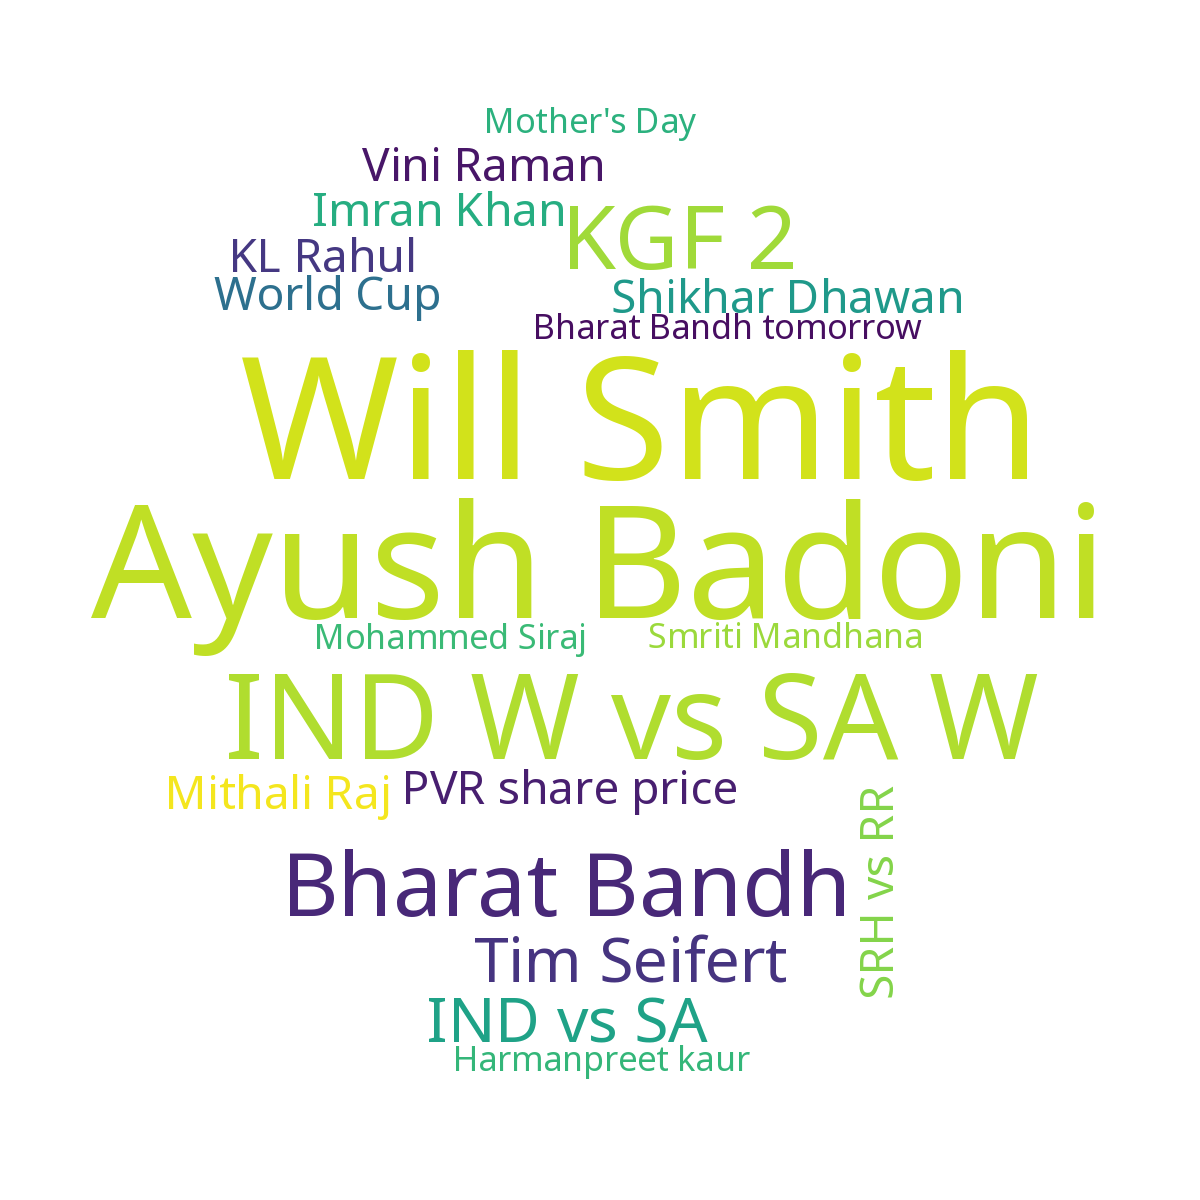 Mother's Day
Vini Raman
Imran Khan
KGF 2
KL Rahul
World Cup
Shikhar Dhawan
Bharat Bandh tomorrow
Will Smith
Ayush Badoni
Mohammed Siraj
Smriti Mandhana
IND W vs SA W
Mithali Raj
PVR share price
SRH vs RR
Bharat Bandh
Tim Seifert
IND vs SA
Harmanpreet kaur